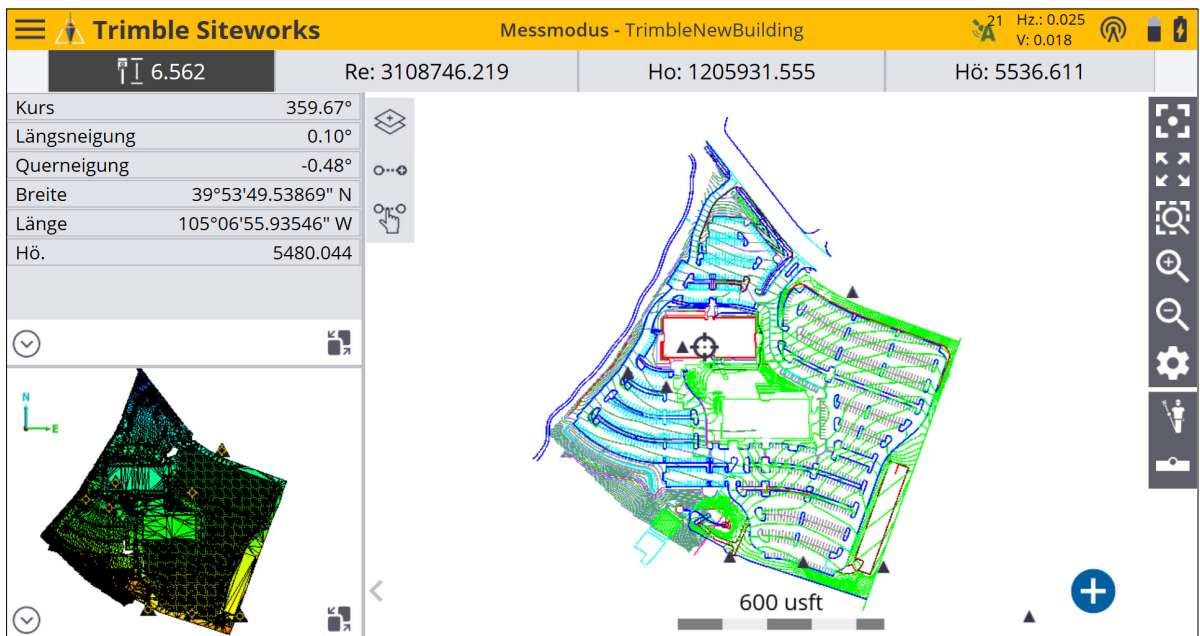 Trimble Siteworks
Messmodus - TrimbleNewBuilding
21
Hz.: 0.025
V: 0.018
6.562
Re: 3108746.219
Ho: 1205931.555
Hö: 5536.611
Kurs 359.67°
Längsneigung 0.10°
Querneigung -0.48°
Breite 39°53'49.53869" N
Länge 105°06'55.93546" W
Hö. 5480.044
N
E
600 usft